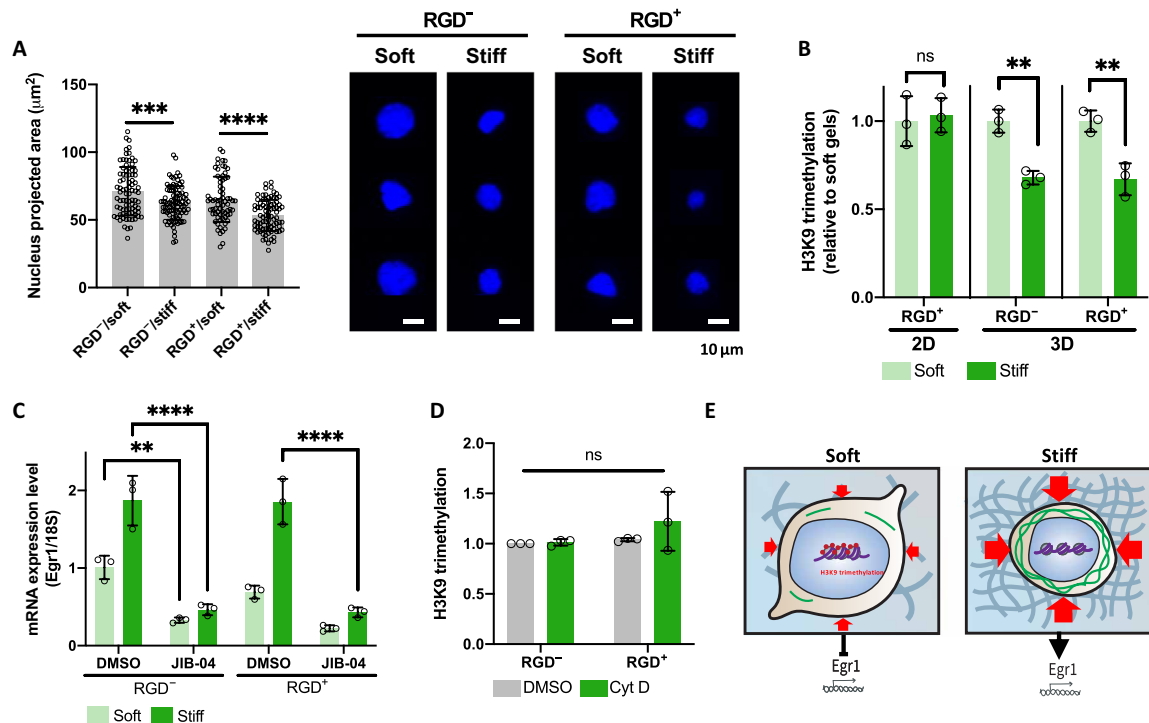 A
Nucleus projected area (μm²)
150
100
50
0
***
****
RGD⁻/soft
RGD⁻/stiff
RGD⁺/soft
RGD⁺/stiff
RGD⁻
RGD⁺
Soft
Stiff
Soft
Stiff
10 μm
B
H3K9 trimethylation
(relative to soft gels)
1.0
0.5
0.0
ns
**
**
RGD⁺
RGD⁻
RGD⁺
2D
3D
Soft
Stiff
C
mRNA expression level
(Egr1/18S)
2
1
0
****
**
****
DMSO
JIB-04
DMSO
JIB-04
RGD⁻
RGD⁺
Soft
Stiff
D
H3K9 trimethylation
2.0
1.5
1.0
0.5
0.0
ns
RGD⁻
RGD⁺
DMSO
Cyt D
E
Soft
Stiff
H3K9 trimethylation
Egr1
Egr1